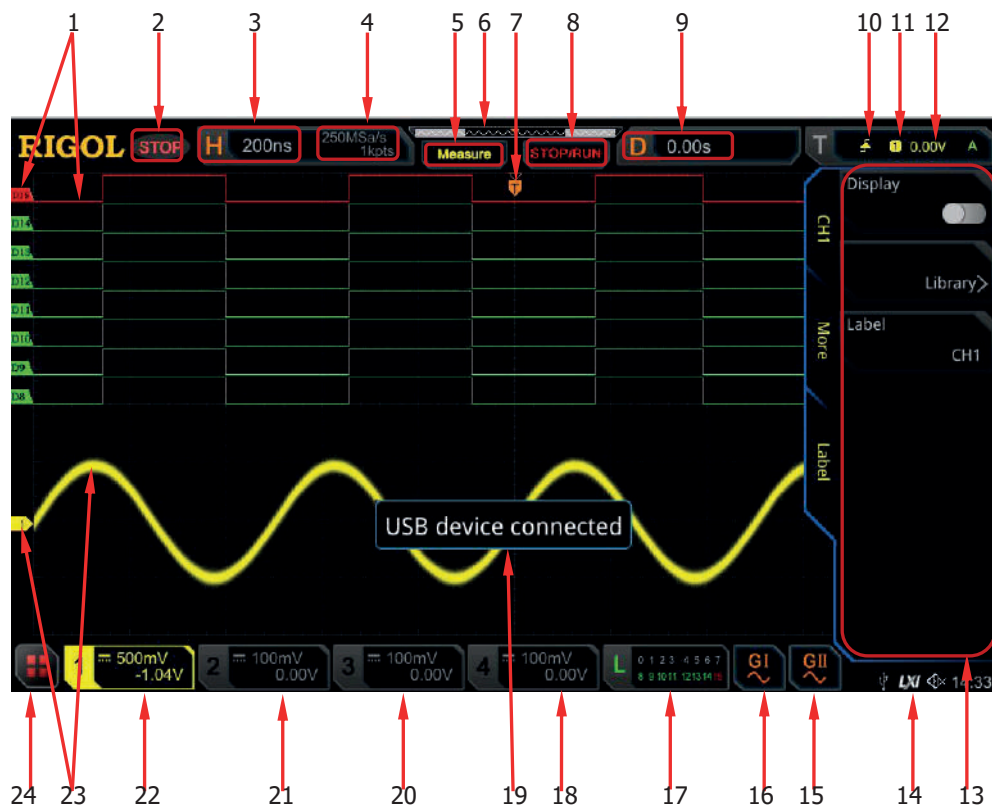 1 2 3 4 5 6 7 8 9 10 11 12
RIGOL STOP H 200ns 250MSa/s
1kpts
Measure STOP/RUN D 0.00s T 1 0.00V A
T
D15
D14
D13
D12
D11
D10
D9
D8
CH1
More
Label
Display
Library>
Label
CH1
1
USB device connected
1 500mV
-1.04V
2 100mV
0.00V
3 100mV
0.00V
4 100mV
0.00V
L 0 1 2 3 4 5 6 7
8 9 10 11 12 13 14 15
GI
GII
LXI 14:33
24 23 22 21 20 19 18 17 16 15 14 13